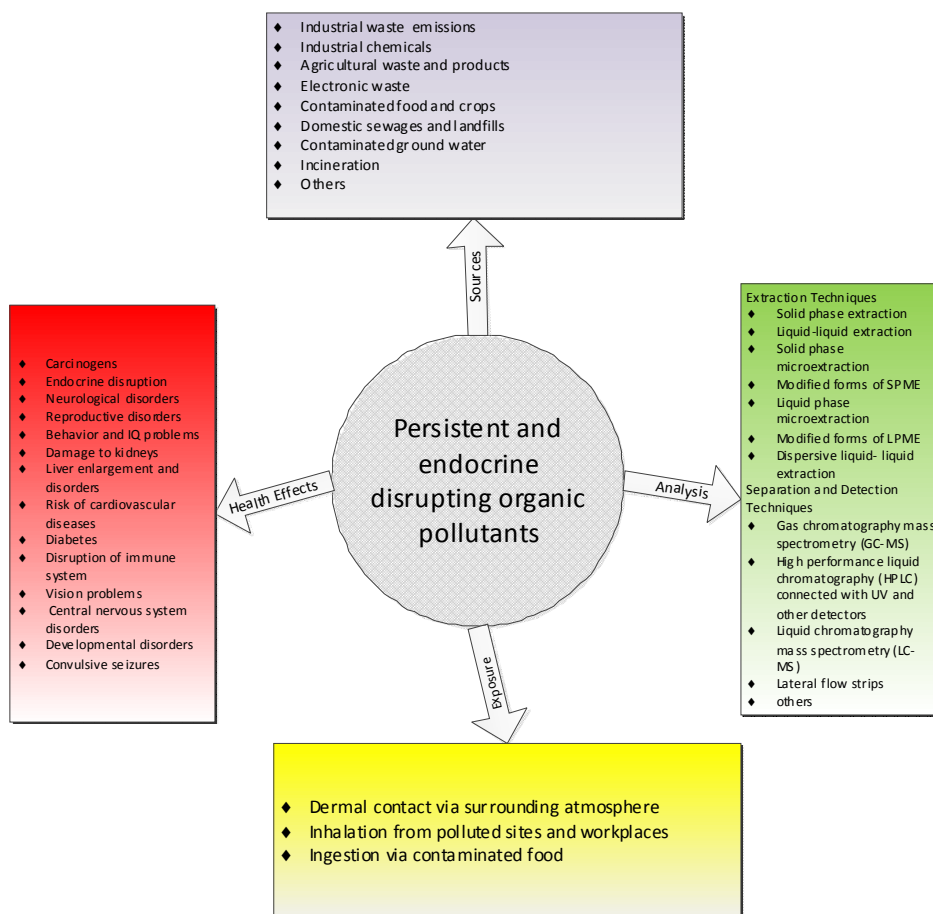 ♦ Industrial waste emissions
♦ Industrial chemicals
♦ Agricultural waste and products
♦ Electronic waste
♦ Contaminated food and crops
♦ Domestic sewages and landfills
♦ Contaminated ground water
♦ Incineration
♦ Others
Sources
♦ Carcinogens
♦ Endocrine disruption
♦ Neurological disorders
♦ Reproductive disorders
♦ Behavior and IQ problems
♦ Damage to kidneys
♦ Liver enlargement and
disorders
♦ Risk of cardiovascular
diseases
♦ Diabetes
♦ Disruption of immune
system
♦ Vision problems
♦ Central nervous system
disorders
♦ Developmental disorders
♦ Convulsive seizures
Health Effects
Persistent and
endocrine
disrupting organic
pollutants
Analysis
Extraction Techniques
♦ Solid phase extraction
♦ Liquid-liquid extraction
♦ Solid phase
microextraction
♦ Modified forms of SPME
♦ Liquid phase
microextraction
♦ Modified forms of LPME
♦ Dispersive liquid- liquid
extraction
Separation and Detection
Techniques
♦ Gas chromatography mass
spectrometry (GC-MS)
♦ High performance liquid
chromatography (HPLC)
connected with UV and
other detectors
♦ Liquid chromatography
mass spectrometry (LC-
MS)
♦ Lateral flow strips
♦ others
Exposure
♦ Dermal contact via surrounding atmosphere
♦ Inhalation from polluted sites and workplaces
♦ Ingestion via contaminated food